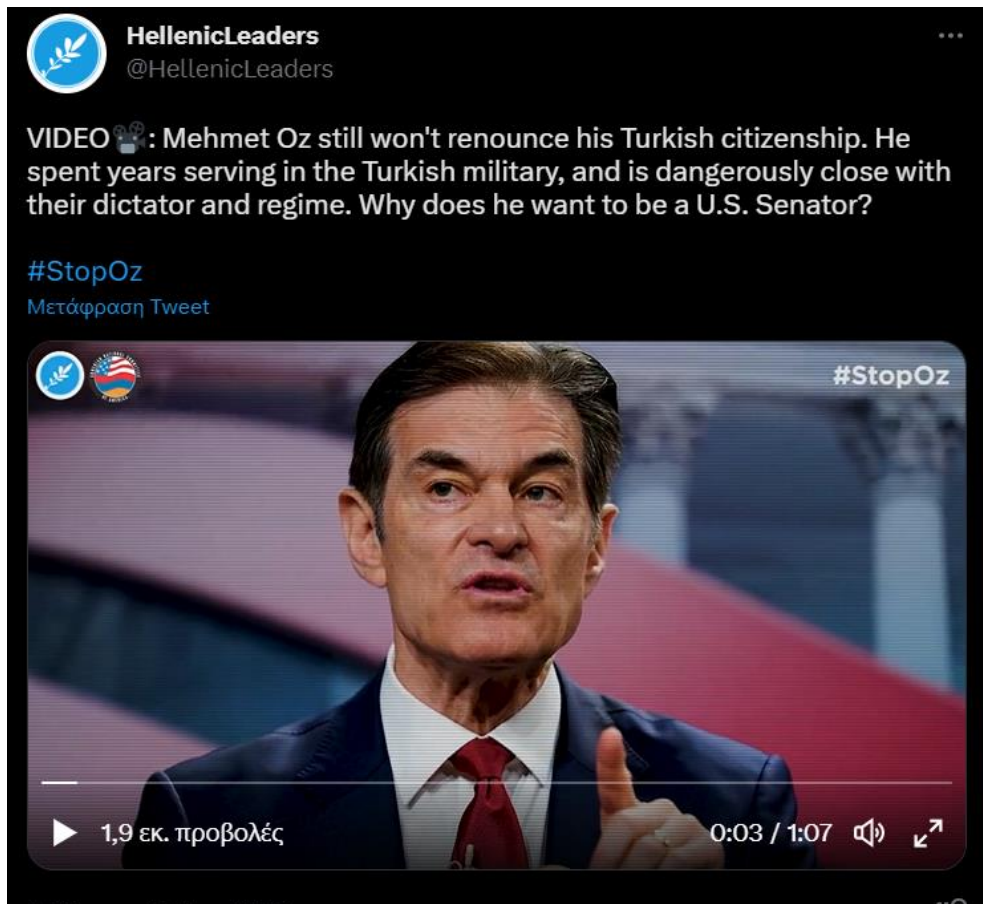 HellenicLeaders
@HellenicLeaders
VIDEO🎥: Mehmet Oz still won't renounce his Turkish citizenship. He
spent years serving in the Turkish military, and is dangerously close with
their dictator and regime. Why does he want to be a U.S. Senator?
#StopOz
Μετάφραση Tweet
#StopOz
1,9 εκ. προβολές
0:03 / 1:07